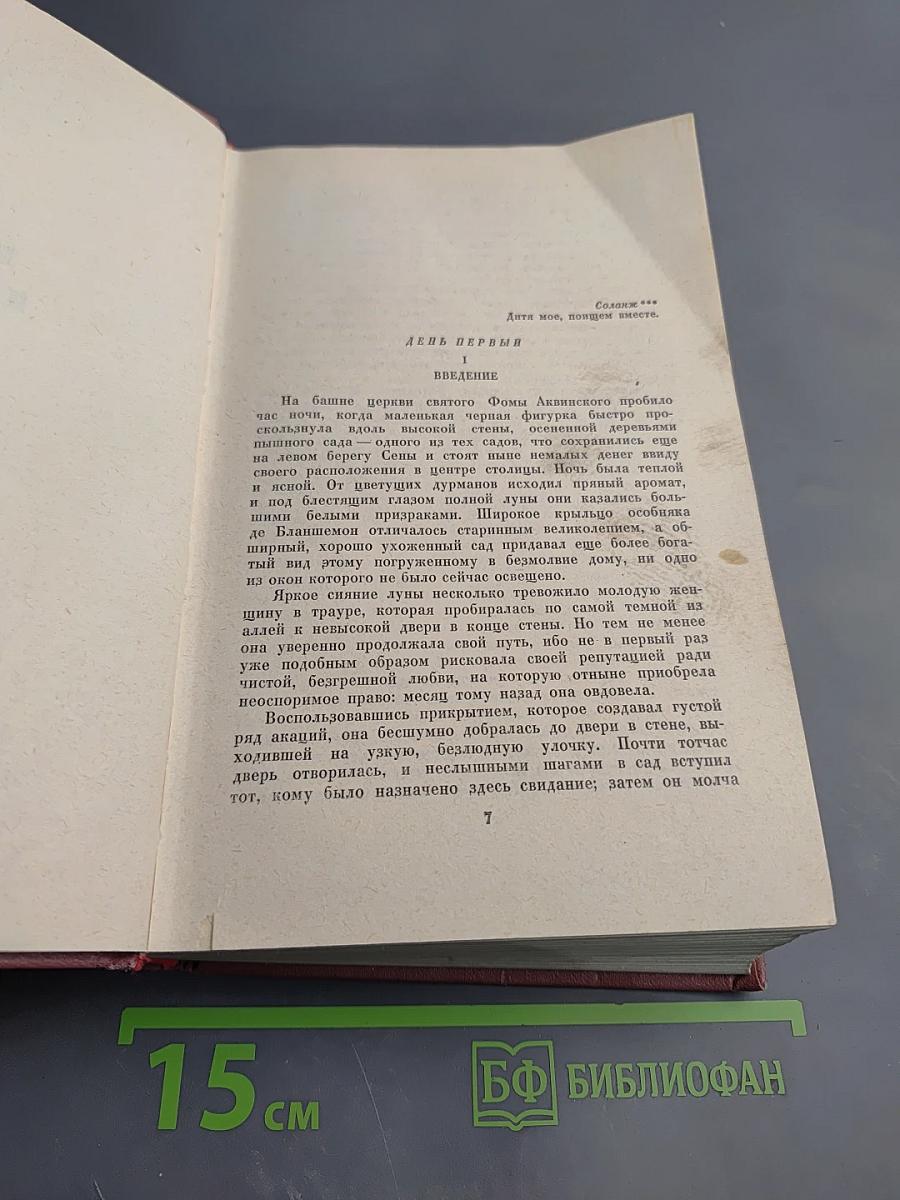 Соланж ***
Дитя мое, поищем вместе.
ДЕНЬ ПЕРВЫЙ
I
ВВЕДЕНИЕ
На башне церкви святого Фомы Аквинского пробило
час ночи, когда маленькая черная фигурка быстро про-
скользнула вдоль высокой стены, осененной деревьями
пышного сада — одного из тех садов, что сохранились еще
на левом берегу Сены и стоят ныне немалых денег ввиду
своего расположения в центре столицы. Ночь была теплой
и ясной. От цветущих дурманов исходил пряный аромат,
и под блестящим глазом полной луны они казались боль-
шими белыми призраками. Широкое крыльцо особняка
де Бланшемон отличалось старинным великолепием, а об-
ширный, хорошо ухоженный сад придавал еще более бога-
тый вид этому погруженному в безмолвие дому, ни одно
из окон которого не было сейчас освещено.
Яркое сияние луны несколько тревожило молодую жен-
щину в трауре, которая пробиралась по самой темной из
аллей к невысокой двери в конце стены. Но тем не менее
она уверенно продолжала свой путь, ибо не в первый раз
уже подобным образом рисковала своей репутацией ради
чистой, безгрешной любви, на которую отныне приобрела
неоспоримое право: месяц тому назад она овдовела.
Воспользовавшись прикрытием, которое создавал густой
ряд акаций, она бесшумно добралась до двери в стене, вы-
ходившей на узкую, безлюдную улочку. Почти тотчас
дверь отворилась, и неслышными шагами в сад вступил
тот, кому было назначено здесь свидание; затем он молча
7
15 см
БФ БИБЛИОФАН